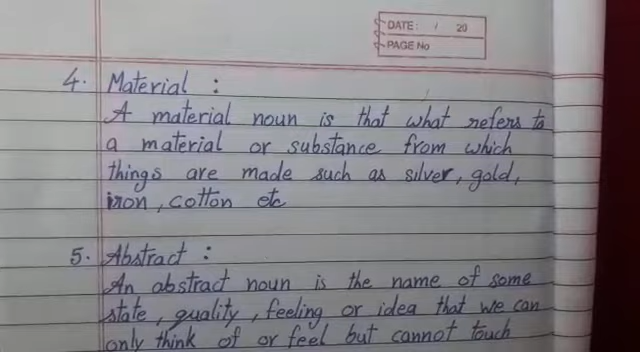 DATE: / 20
PAGE No
4. Material :
A material noun is that what refers to
a material or substance from which
things are made such as silver, gold,
iron, cotton etc
5. Abstract :
An abstract noun is the name of some
state, quality, feeling or idea that we can
only think of or feel but cannot touch